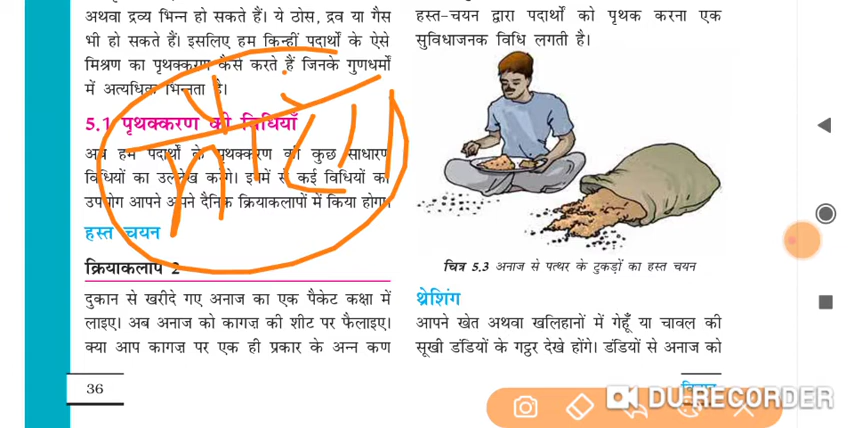 अथवा द्रव्य भिन्न हो सकते हैं। ये ठोस, द्रव या गैस
भी हो सकते हैं। इसलिए हम किन्हीं पदार्थों के ऐसे
मिश्रण का पृथक्करण कैसे करते हैं जिनके गुणधर्मों
में अत्यधिक भिन्नता है।
5.1 पृथक्करण की विधियाँ
अब हम पदार्थों के पृथक्करण की कुछ साधारण
विधियों का उल्लेख करेंगे। इनमें से कई विधियों का
उपयोग आपने अपने दैनिक क्रियाकलापों में किया होगा।
हस्त चयन
क्रियाकलाप 2
दुकान से खरीदे गए अनाज का एक पैकेट कक्षा में
लाइए। अब अनाज को कागज़ की शीट पर फैलाइए।
क्या आप कागज़ पर एक ही प्रकार के अन्न कण
36
हस्त-चयन द्वारा पदार्थों को पृथक करना एक
सुविधाजनक विधि लगती है।
चित्र 5.3 अनाज से पत्थर के टुकड़ों का हस्त चयन
थ्रेशिंग
आपने खेत अथवा खलिहानों में गेहूँ या चावल की
सूखी डंडियों के गट्ठर देखे होंगे। डंडियों से अनाज को
DU RECORDER